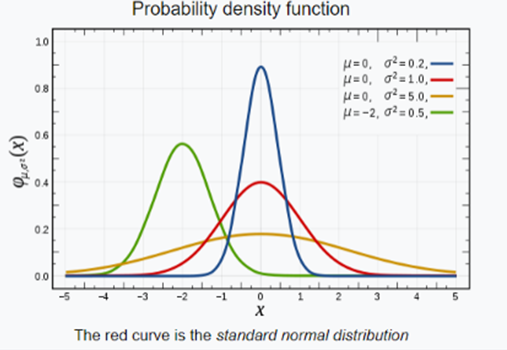 Probability density function
μ=0, σ²=0.2,
μ=0, σ²=1.0,
μ=0, σ²=5.0,
μ=−2, σ²=0.5,
1.0
0.8
0.6
0.4
0.2
0.0
φμ,σ²(x)
−5 −4 −3 −2 −1 0 1 2 3 4 5
x
The red curve is the standard normal distribution